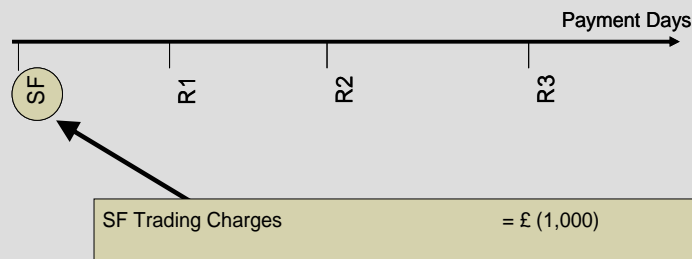 Payment Days
SF
R1
R2
R3
SF Trading Charges = £ (1,000)